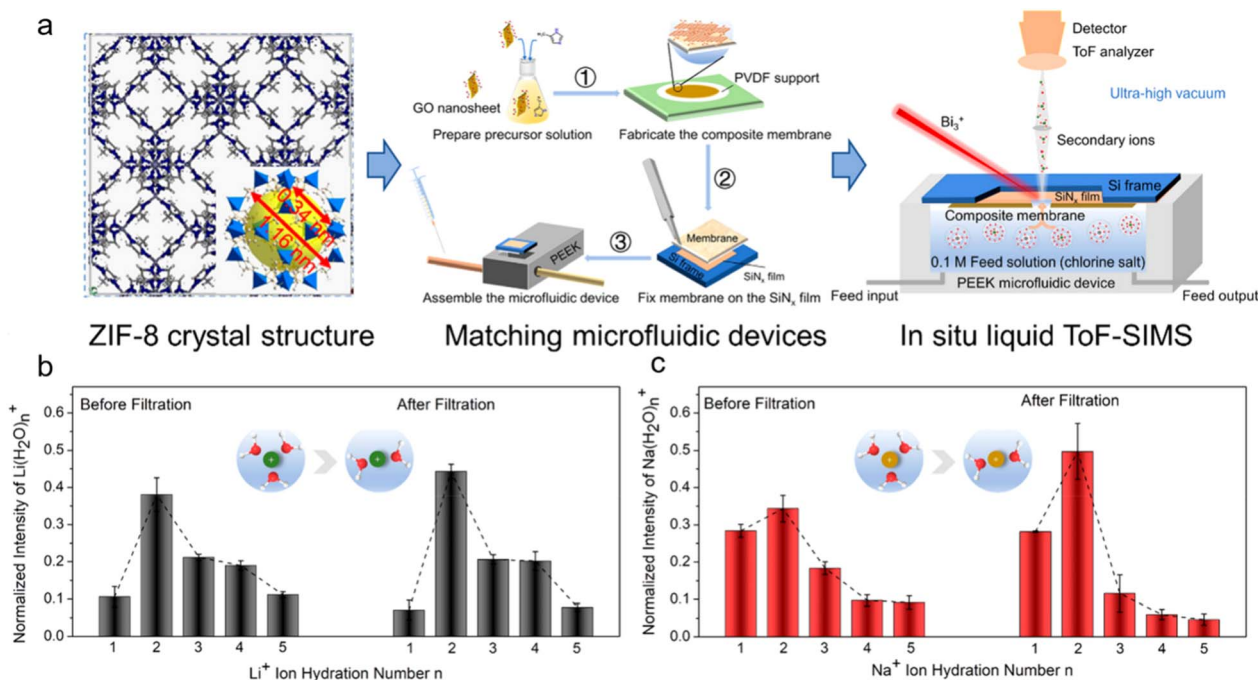 a
0.34 nm
1.16 nm
GO nanosheet
Prepare precursor solution
①
PVDF support
Fabricate the composite membrane
②
Membrane
Si frame
SiNₓ film
Fix membrane on the SiNₓ film
③
PEEK
Assemble the microfluidic device
Detector
ToF analyzer
Ultra-high vacuum
Bi₃⁺
Secondary ions
Si frame
SiNₓ film
Composite membrane
0.1 M Feed solution (chlorine salt)
PEEK microfluidic device
Feed input
Feed output
ZIF-8 crystal structure
Matching microfluidic devices
In situ liquid ToF-SIMS
b
Normalized Intensity of Li(H₂O)n⁺
0.6
0.5
0.4
0.3
0.2
0.1
0.0
Before Filtration
After Filtration
+
+
1 2 3 4 5
1 2 3 4 5
Li⁺ Ion Hydration Number n
c
Normalized Intensity of Na(H₂O)n⁺
0.6
0.5
0.4
0.3
0.2
0.1
0.0
Before Filtration
After Filtration
+
+
1 2 3 4 5
1 2 3 4 5
Na⁺ Ion Hydration Number n